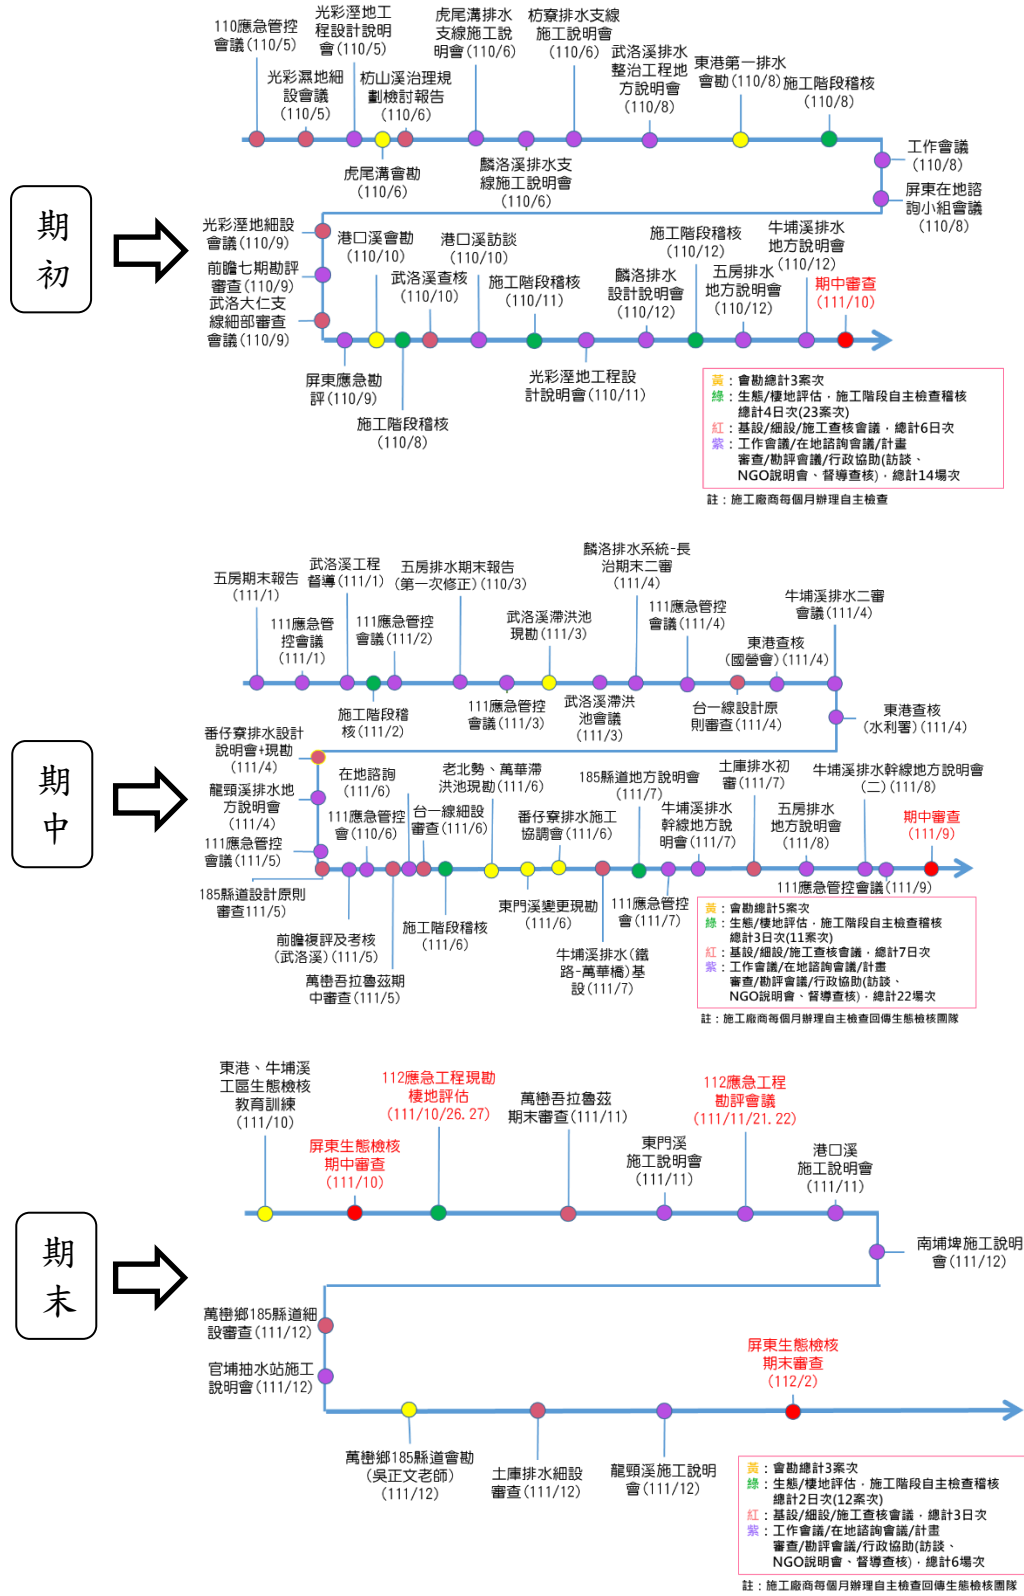 期
初
110應急管控
會議(110/5)
光彩溼地工
程設計說明
會(110/5)
光彩濕地細
設會議
(110/5)
枋山溪治理規
劃檢討報告
(110/6)
虎尾溝排水
支線施工說
明會(110/6)
枋寮排水支線
施工說明會
(110/6)
武洛溪排水
整治工程地
方說明會
(110/8)
東港第一排水
會勘(110/8)
施工階段稽核
(110/8)
虎尾溝會勘
(110/6)
麟洛溪排水支
線施工說明會
(110/6)
工作會議
(110/8)
屏東在地諮
詢小組會議
(110/8)
光彩溼地細設
會議(110/9)
前瞻七期勘評
審查(110/9)
武洛大仁支
線細部審查
會議(110/9)
港口溪會勘
(110/10)
武洛溪查核
(110/10)
港口溪訪談
(110/10)
施工階段稽核
(110/11)
麟洛排水
設計說明會
(110/12)
施工階段稽核
(110/12)
五房排水
地方說明會
(110/12)
牛埔溪排水
地方說明會
(110/12)
期中審查
(111/10)
屏東應急勘
評(110/9)
施工階段稽核
(110/8)
光彩溼地工程設
計說明會(110/11)
黃：會勘總計3案次
綠：生態/棲地評估，施工階段自主檢查稽核
總計4日次(23案次)
紅：基設/細設/施工查核會議，總計6日次
紫：工作會議/在地諮詢會議/計畫
審查/勘評會議/行政協助(訪談、
NGO說明會、督導查核)，總計14場次
註：施工廠商每個月辦理自主檢查
期
中
五房期末報告
(111/1)
111應急管
控會議
(111/1)
武洛溪工程
督導(111/1)
111應急管控
會議(111/2)
五房排水期末報告
(第一次修正)(110/3)
武洛溪滯洪池
現勘(111/3)
麟洛排水系統-長
治期末二審
(111/4)
111應急管控
會議(111/4)
東港查核
(國營會)(111/4)
牛埔溪排水二審
會議(111/4)
施工階段稽
核(111/2)
111應急管控
會議(111/3)
武洛溪滯洪
池會議
(111/3)
台一線設計原
則審查(111/4)
東港查核
(水利署)(111/4)
番仔寮排水設計
說明會+現勘
(111/4)
龍頸溪排水地
方說明會
(111/4)
111應急管控
會議(111/5)
185縣道設計原則
審查111/5)
在地諮詢
(111/6)
111應急管控
會(110/6)
台一線細設
審查(111/6)
老北勢、萬華滯
洪池現勘(111/6)
番仔寮排水施工
協調會(111/6)
185縣道地方說明會
(111/7)
牛埔溪排水
幹線地方說
明會(111/7)
土庫排水初
審(111/7)
五房排水
地方說明會
(111/8)
牛埔溪排水幹線地方說明會
(二)(111/8)
期中審查
(111/9)
前瞻複評及考核
(武洛溪)(111/5)
萬巒吾拉魯茲期
中審查(111/5)
施工階段稽核
(111/6)
東門溪變更現勘
(111/6)
牛埔溪排水(鐵
路-萬華橋)基
設(111/7)
111應急管控
會(111/7)
111應急管控會議(111/9)
黃：會勘總計5案次
綠：生態/棲地評估，施工階段自主檢查稽核
總計3日次(11案次)
紅：基設/細設/施工查核會議，總計7日次
紫：工作會議/在地諮詢會議/計畫
審查/勘評會議/行政協助(訪談、
NGO說明會、督導查核)，總計22場次
註：施工廠商每個月辦理自主檢查回傳生態檢核團隊
期
末
東港、牛埔溪
工區生態檢核
教育訓練
(111/10)
屏東生態檢核
期中審查
(111/10)
112應急工程現勘
棲地評估
(111/10/26.27)
萬巒吾拉魯茲
期末審查(111/11)
東門溪
施工說明會
(111/11)
112應急工程
勘評會議
(111/11/21.22)
港口溪
施工說明會
(111/11)
南埔埤施工說明
會(111/12)
萬巒鄉185縣道細
設審查(111/12)
官埔抽水站施工
說明會(111/12)
屏東生態檢核
期末審查
(112/2)
萬巒鄉185縣道會勘
(吳正文老師)
(111/12)
土庫排水細設
審查(111/12)
龍頸溪施工說明
會(111/12)
黃：會勘總計3案次
綠：生態/棲地評估，施工階段自主檢查稽核
總計2日次(12案次)
紅：基設/細設/施工查核會議，總計3日次
紫：工作會議/在地諮詢會議/計畫
審查/勘評會議/行政協助(訪談、
NGO說明會、督導查核)，總計6場次
註：施工廠商每個月辦理自主檢查回傳生態檢核團隊